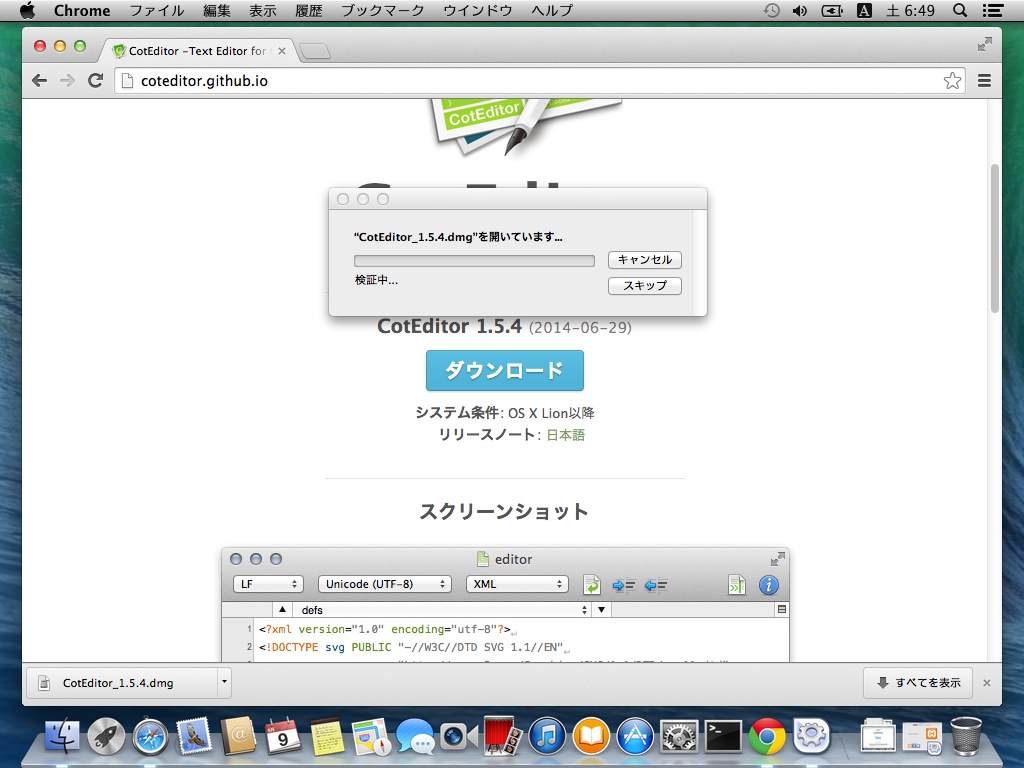 Chrome ファイル 編集 表示 履歴 ブックマーク ウインドウ ヘルプ A 土 6:49
CotEditor -Text Editor for
coteditor.github.io
CotEditor
"CotEditor_1.5.4.dmg"を開いています...
キャンセル
検証中...
スキップ
CotEditor 1.5.4 (2014-06-29)
ダウンロード
システム条件: OS X Lion以降
リリースノート: 日本語
スクリーンショット
editor
LF Unicode (UTF-8) XML
defs
1 <?xml version="1.0" encoding="utf-8"?>
2 <!DOCTYPE svg PUBLIC "-//W3C//DTD SVG 1.1//EN"
CotEditor_1.5.4.dmg すべてを表示
9